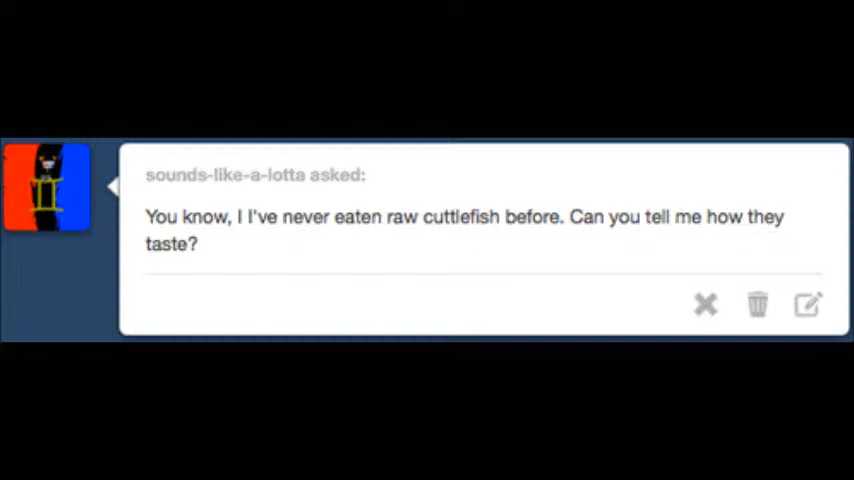 sounds-like-a-lotta asked:
You know, I I've never eaten raw cuttlefish before. Can you tell me how they
taste?